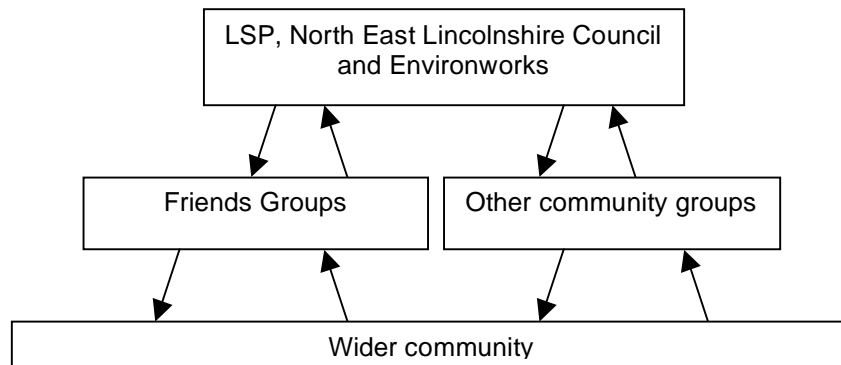 LSP, North East Lincolnshire Council
and Environworks
Friends Groups
Other community groups
Wider community